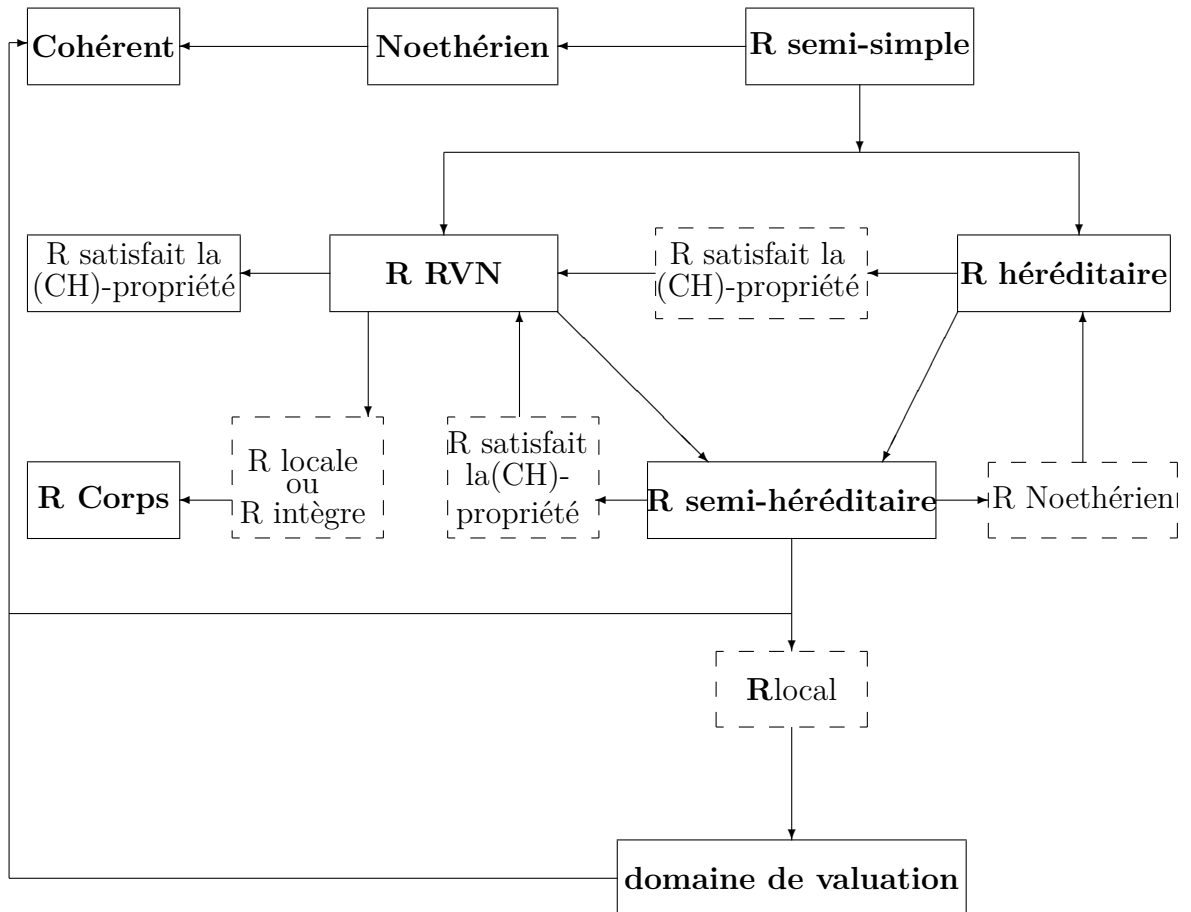 Cohérent
Noethérien
R semi-simple
R satisfait la
(CH)-propriété
R RVN
R satisfait la
(CH)-propriété
R héréditaire
R Corps
R locale
ou
R intègre
R satisfait
la(CH)-
propriété
R semi-héréditaire
R Noethérien
Rlocal
domaine de valuation